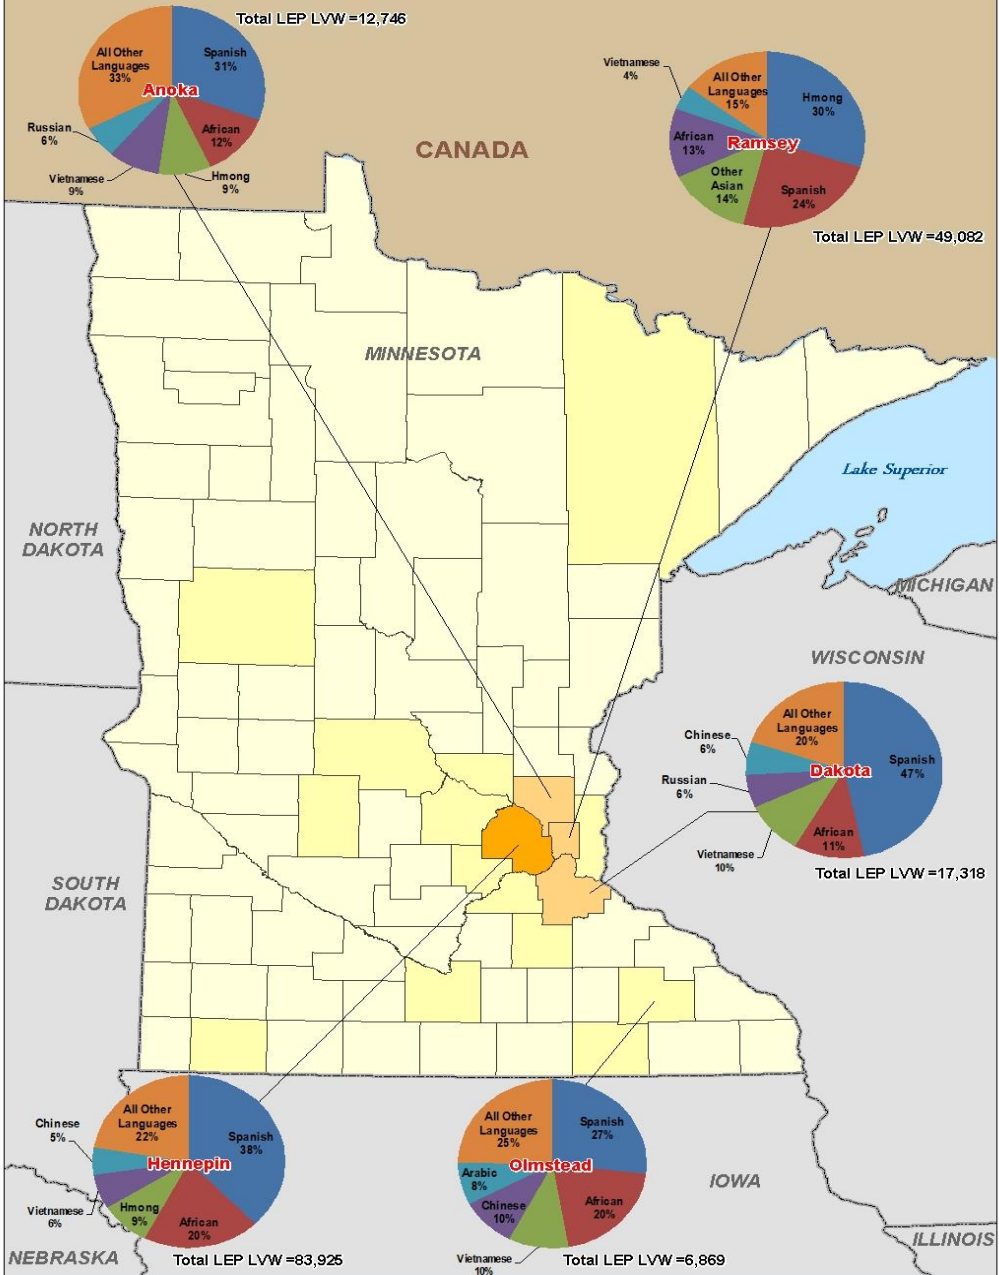 Total LEP LVW =12,746
All Other
Languages
33%
Spanish
31%
Anoka
Russian
6%
African
12%
Vietnamese
9%
Hmong
9%
Vietnamese
4%
All Other
Languages
15%
Hmong
30%
African
13%
Ramsey
Other
Asian
14%
Spanish
24%
Total LEP LVW =49,082
CANADA
MINNESOTA
Lake Superior
NORTH
DAKOTA
MICHIGAN
WISCONSIN
All Other
Languages
20%
Chinese
6%
Spanish
47%
Dakota
Russian
6%
African
11%
Vietnamese
10%
Total LEP LVW =17,318
SOUTH
DAKOTA
All Other
Languages
22%
Chinese
5%
Spanish
38%
Hennepin
Vietnamese
6%
Hmong
9%
African
20%
Total LEP LVW =83,925
All Other
Languages
25%
Spanish
27%
Olmstead
Arabic
8%
Chinese
10%
African
20%
Vietnamese
10%
Total LEP LVW =6,869
IOWA
NEBRASKA
ILLINOIS